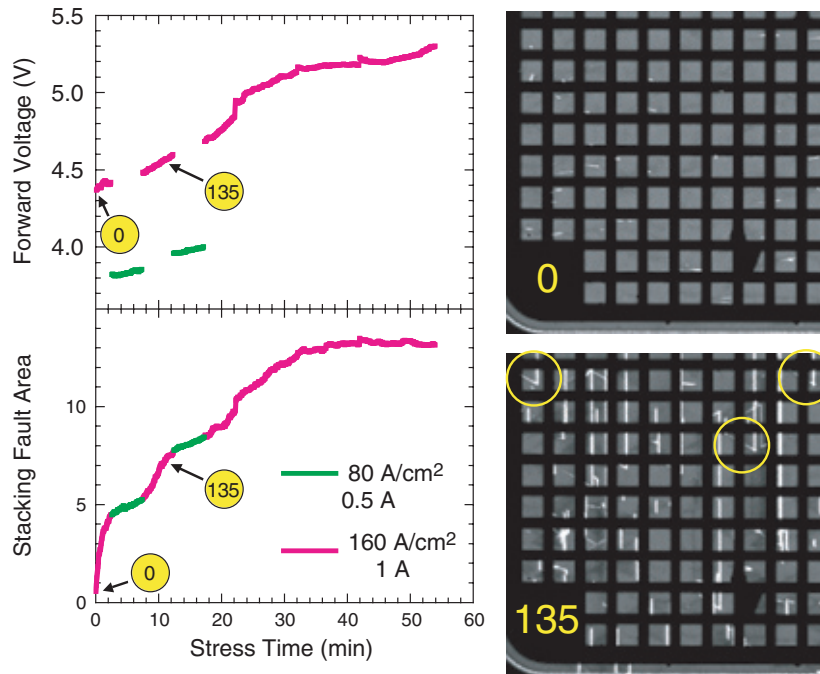 5.5
5.0
4.5
4.0
Forward Voltage (V)
0
135
10
5
0
Stacking Fault Area
135
0
80 A/cm²
0.5 A
160 A/cm²
1 A
0 10 20 30 40 50 60
Stress Time (min)
0
135